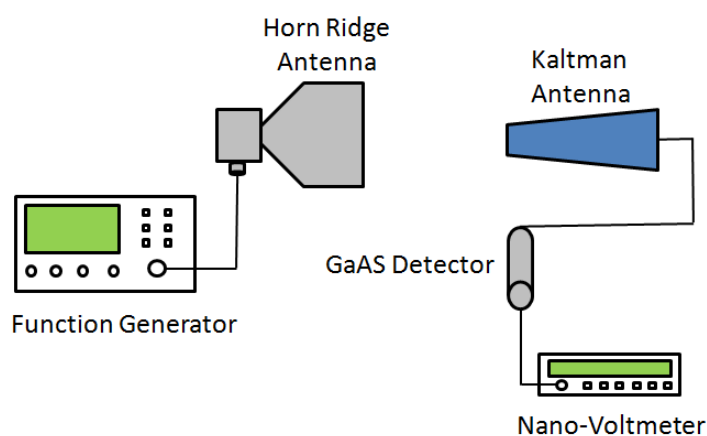 Horn Ridge
Antenna
Kaltman
Antenna
GaAS Detector
Function Generator
Nano-Voltmeter